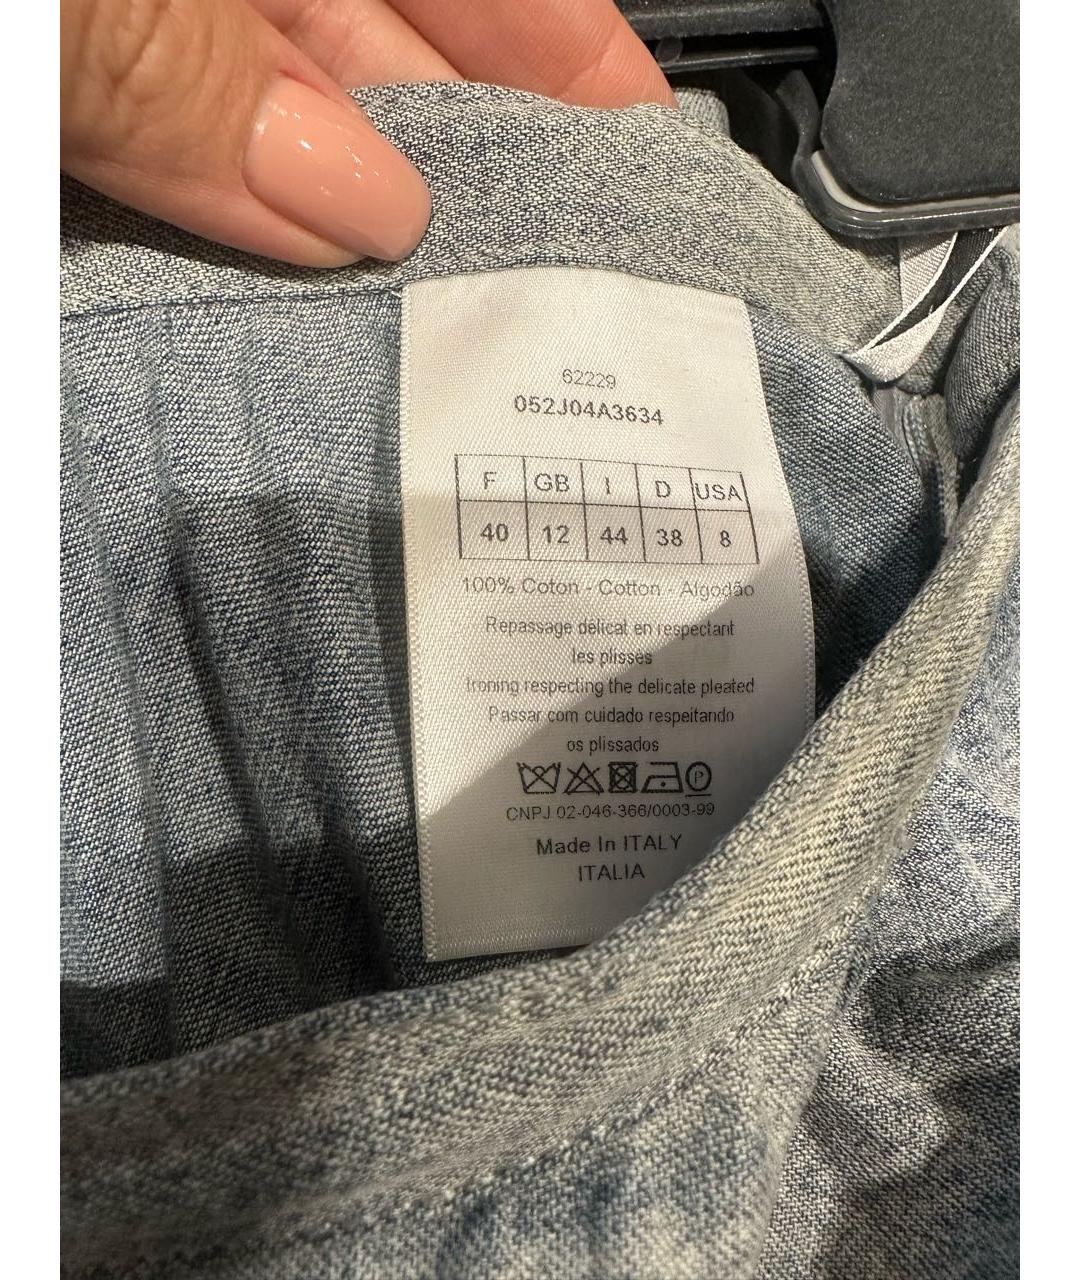 62229
052J04A3634
F GB I D USA
40 12 44 38 8
100% Coton - Cotton - Algodão
Repassage délicat en respectant
les plissés
Ironing respecting the delicate pleated
Passar com cuidado respeitando
os plissados
P
CNPJ 02-046-366/0003-99
Made In ITALY
ITALIA